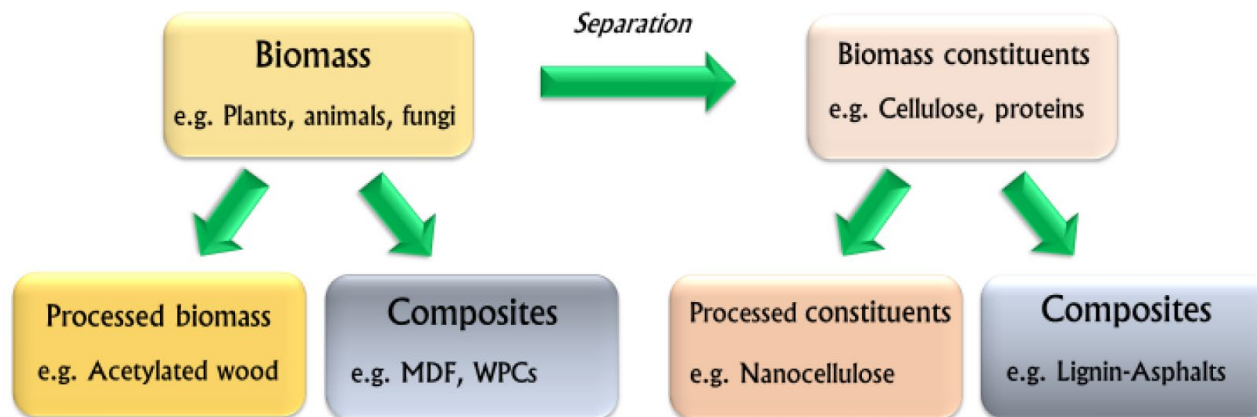 Biomass
e.g. Plants, animals, fungi
Separation
Biomass constituents
e.g. Cellulose, proteins
Processed biomass
e.g. Acetylated wood
Composites
e.g. MDF, WPCs
Processed constituents
e.g. Nanocellulose
Composites
e.g. Lignin-Asphalts